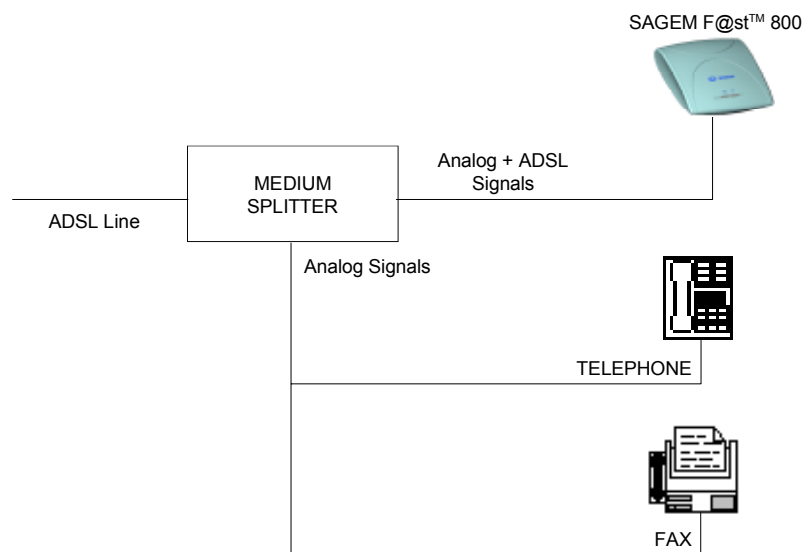 SAGEM F@st™ 800
Analog + ADSL
Signals
MEDIUM
SPLITTER
ADSL Line
Analog Signals
TELEPHONE
FAX